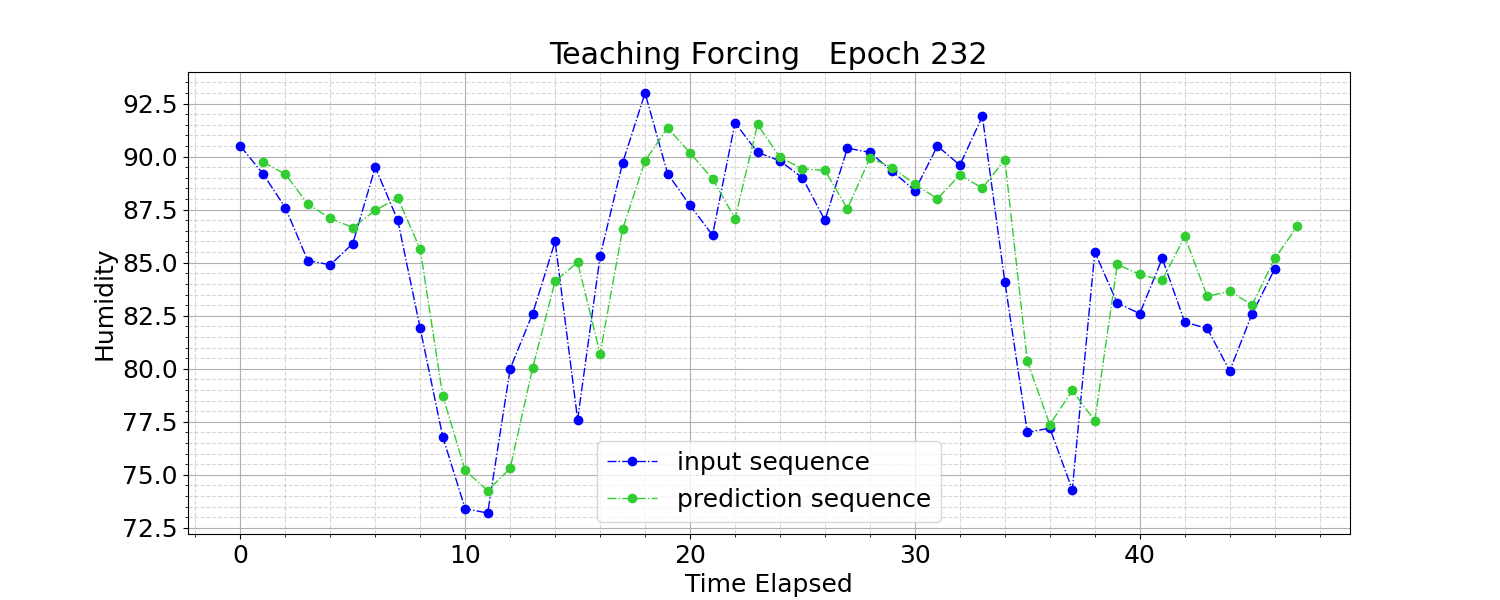 Teaching Forcing   Epoch 232
92.5
90.0
87.5
85.0
82.5
80.0
77.5
75.0
72.5
Humidity
input sequence
prediction sequence
0 10 20 30 40
Time Elapsed